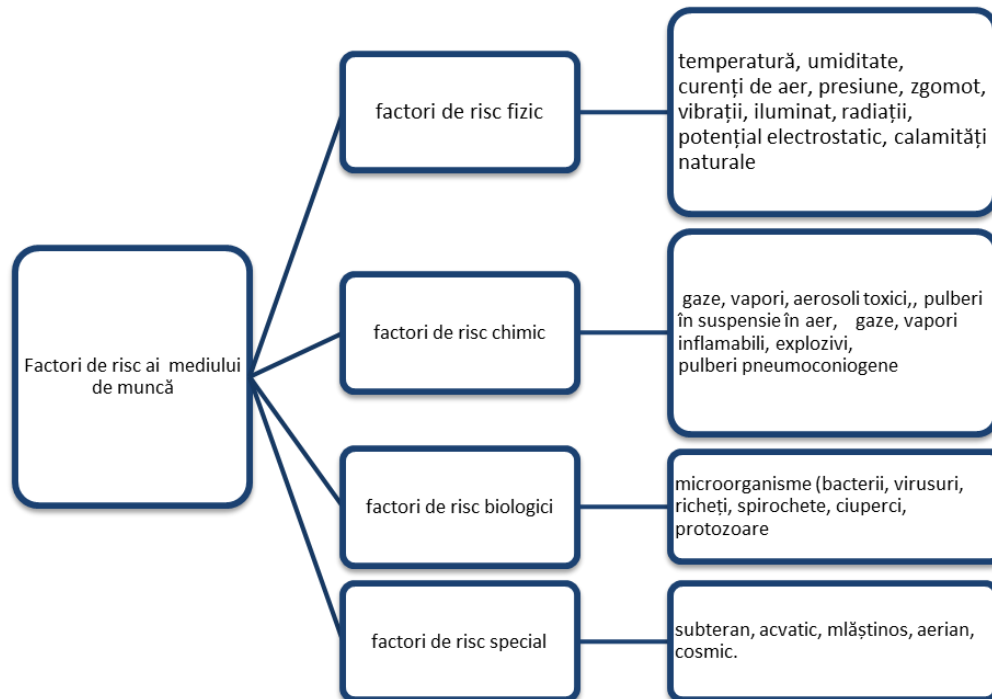 Factori de risc ai  mediului
de muncă
factori de risc fizic
temperatură, umiditate,
curenți de aer, presiune, zgomot,
vibrații, iluminat, radiații,
potențial electrostatic, calamități
naturale
factori de risc chimic
gaze, vapori, aerosoli toxici,, pulberi
în suspensie în aer,   gaze, vapori
inflamabili, explozivi,
pulberi pneumoconiogene
factori de risc biologici
microorganisme (bacterii, virusuri,
richeți, spirochete, ciuperci,
protozoare
factori de risc special
subteran, acvatic, mlăștinos, aerian,
cosmic.